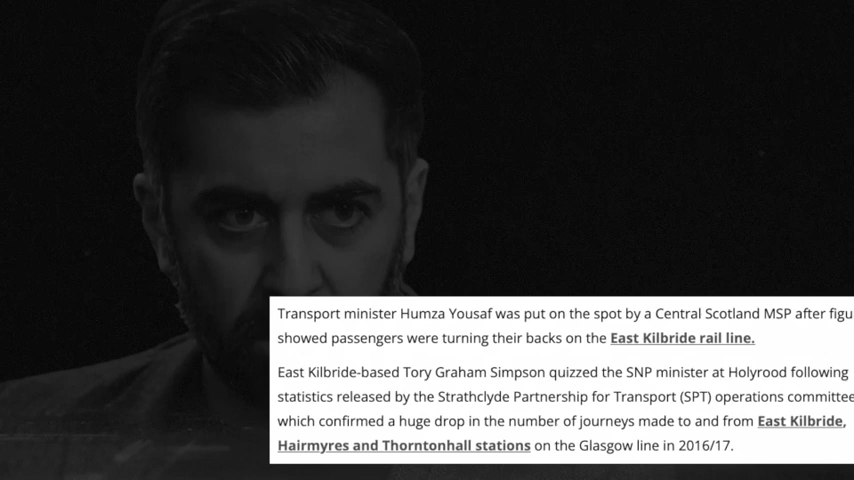 Transport minister Humza Yousaf was put on the spot by a Central Scotland MSP after figu
showed passengers were turning their backs on the East Kilbride rail line.
East Kilbride-based Tory Graham Simpson quizzed the SNP minister at Holyrood following
statistics released by the Strathclyde Partnership for Transport (SPT) operations committee
which confirmed a huge drop in the number of journeys made to and from East Kilbride,
Hairmyres and Thorntonhall stations on the Glasgow line in 2016/17.